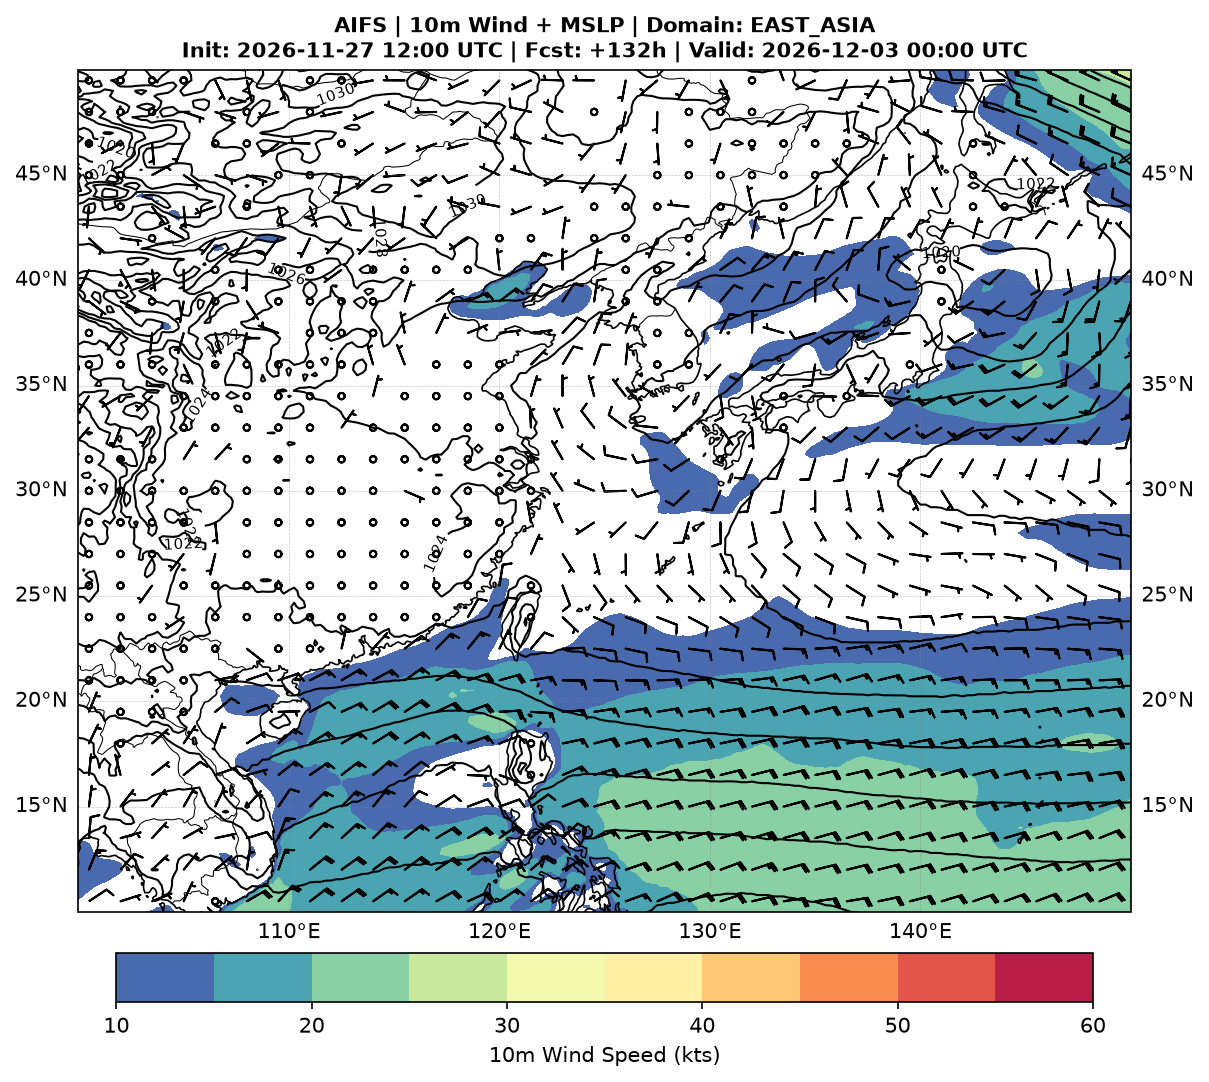 AIFS | 10m Wind + MSLP | Domain: EAST_ASIA
Init: 2026-11-27 12:00 UTC | Fcst: +132h | Valid: 2026-12-03 00:00 UTC
1030
1022
1030
1022
45°N
45°N
1028
1020
1026
40°N
40°N
1022
1024
35°N
35°N
30°N
30°N
1022
1024
25°N
25°N
20°N
20°N
15°N
15°N
110°E
120°E
130°E
140°E
10
20
30
40
50
60
10m Wind Speed (kts)